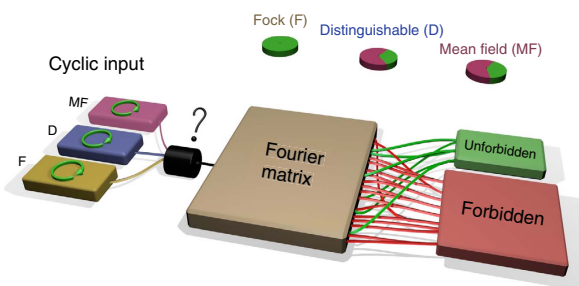 Fock (F)
Distinguishable (D)
Mean field (MF)
Cyclic input
MF
D
F
?
Fourier
matrix
Unforbidden
Forbidden